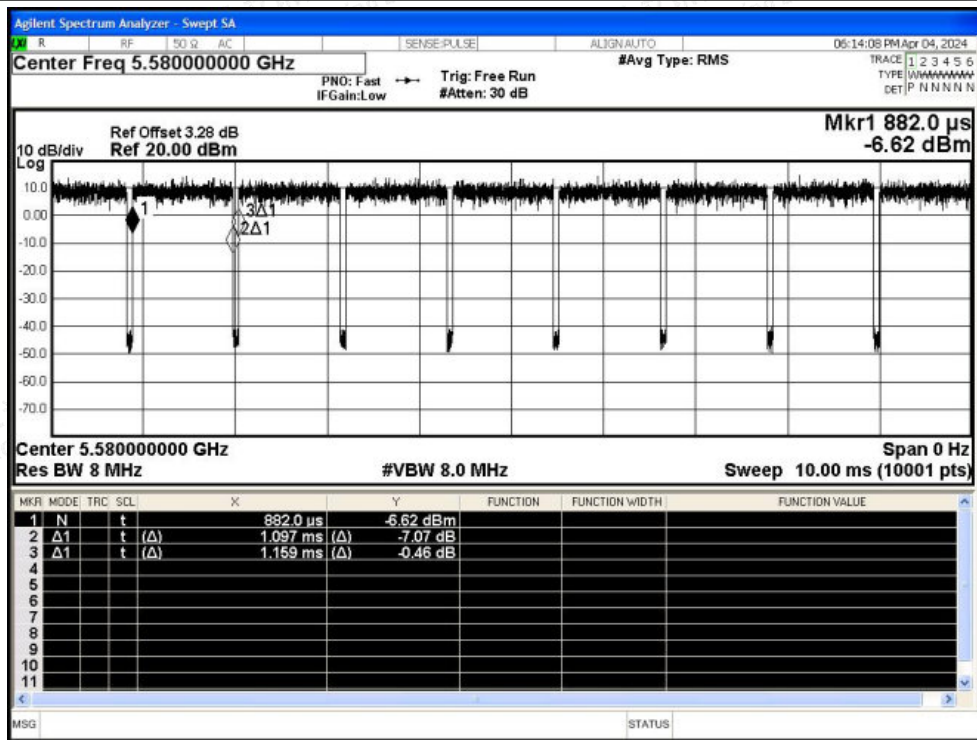 Agilent Spectrum Analyzer - Swept SA
LXI R RF 50 Ω AC SENSE:PULSE ALIGN AUTO 06:14:08 PM Apr 04, 2024
Center Freq 5.580000000 GHz #Avg Type: RMS TRACE 1 2 3 4 5 6
PNO: Fast Trig: Free Run TYPE WWWWWW
IFGain:Low #Atten: 30 dB DET P N N N N N
Mkr1 882.0 µs
Ref Offset 3.28 dB
10 dB/div Ref 20.00 dBm -6.62 dBm
Log
10.0
1
3Δ1
0.00
2Δ1
-10.0
-20.0
-30.0
-40.0
-50.0
-60.0
-70.0
Center 5.580000000 GHz Span 0 Hz
Res BW 8 MHz #VBW 8.0 MHz Sweep 10.00 ms (10001 pts)
MKR MODE TRC SCL X Y FUNCTION FUNCTION WIDTH FUNCTION VALUE
1 N t 882.0 µs -6.62 dBm
2 Δ1 t (Δ) 1.097 ms (Δ) -7.07 dB
3 Δ1 t (Δ) 1.159 ms (Δ) -0.46 dB
4
5
6
7
8
9
10
11
MSG STATUS